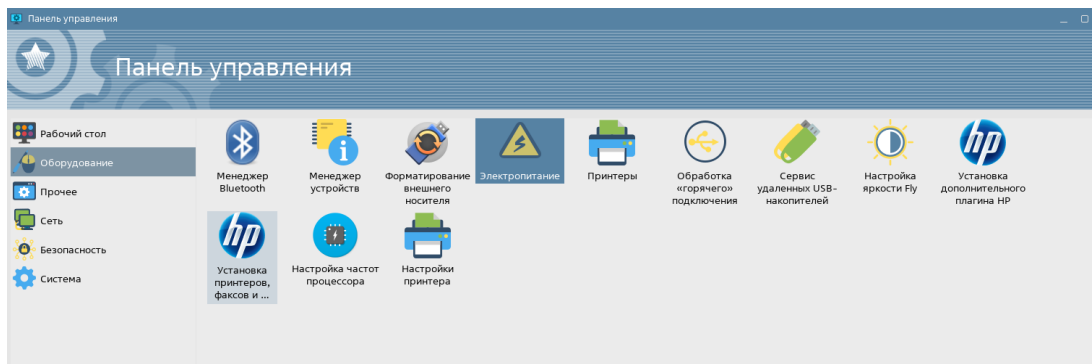 Панель управления
Панель управления
Рабочий стол
Оборудование
Прочее
Сеть
Безопасность
Система
Менеджер
Bluetooth
Менеджер
устройств
Форматирование
внешнего
носителя
Электропитание
Принтеры
Обработка
«горячего»
подключения
Сервис
удаленных USB-
накопителей
Настройка
яркости Fly
hp
Установка
дополнительного
плагина HP
hp
Установка
принтеров,
факсов и ...
Настройка частот
процессора
Настройки
принтера